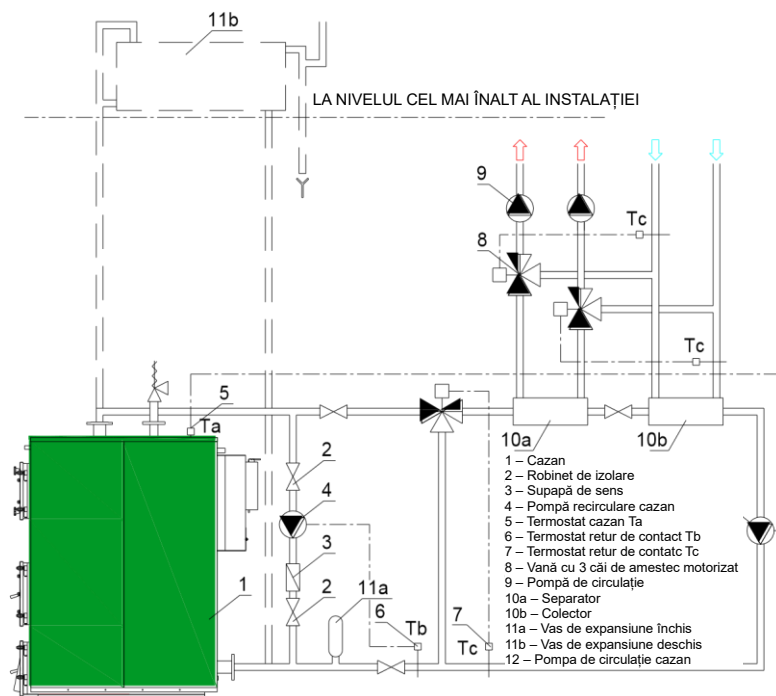 11b
LA NIVELUL CEL MAI ÎNALT AL INSTALAȚIEI
9
Tc
8
Tc
5
Ta
10a
10b
2
4
3
2
11a
1
6
Tb
7
Tc
1 – Cazan
2 – Robinet de izolare
3 – Supapă de sens
4 – Pompă recirculare cazan
5 – Termostat cazan Ta
6 – Termostat retur de contact Tb
7 – Termostat retur de contatc Tc
8 – Vană cu 3 căi de amestec motorizat
9 – Pompă de circulație
10a – Separator
10b – Colector
11a – Vas de expansiune închis
11b – Vas de expansiune deschis
12 – Pompa de circulație cazan